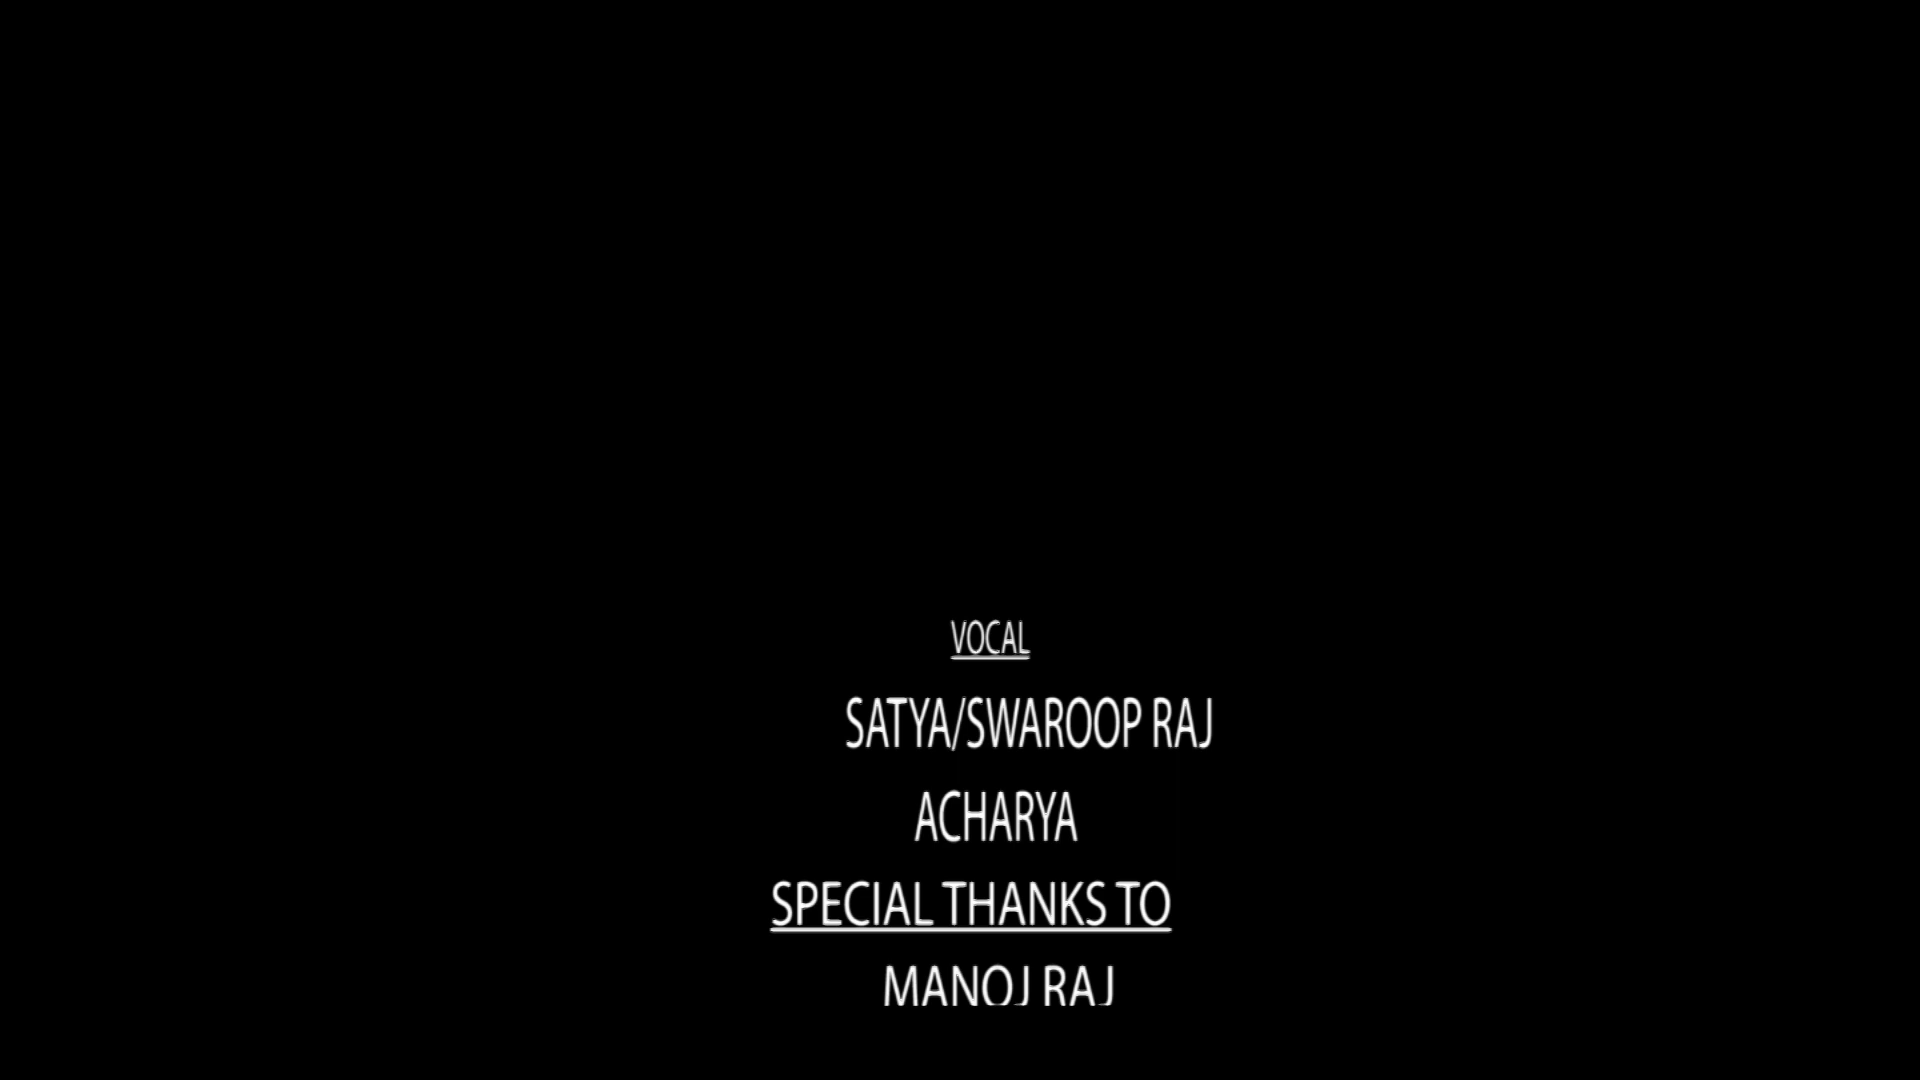 VOCAL
SATYA/SWAROOP RAJ
ACHARYA
SPECIAL THANKS TO
MANOJ RAJ